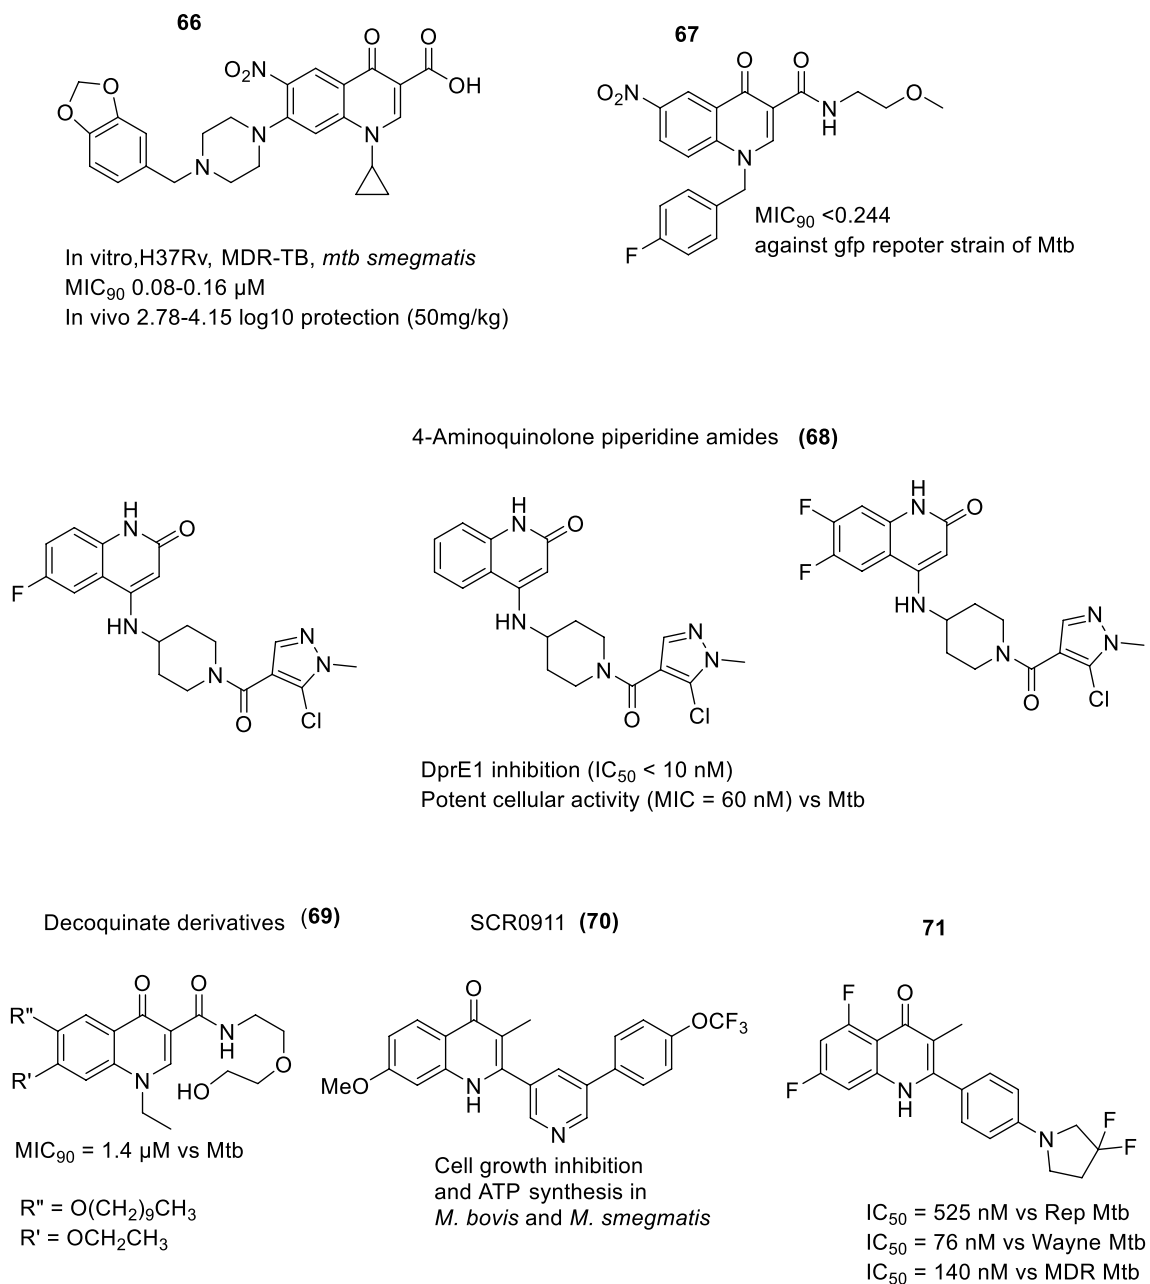 66
O
O
O₂N
OH
O
O
N
N
N
In vitro,H37Rv, MDR-TB, mtb smegmatis
MIC₉₀ 0.08-0.16 µM
In vivo 2.78-4.15 log10 protection (50mg/kg)
67
O
O
O₂N
O
N
H
N
F
MIC₉₀ <0.244
against gfp repoter strain of Mtb
4-Aminoquinolone piperidine amides (68)
H
N
O
F
HN
N
N
N
O
Cl
H
N
O
HN
N
N
N
O
Cl
H
N
O
F
F
HN
N
N
N
O
Cl
DprE1 inhibition (IC₅₀ < 10 nM)
Potent cellular activity (MIC = 60 nM) vs Mtb
Decoquinate derivatives (69)
O
O
R"
N
H
R'
N
HO
O
MIC₉₀ = 1.4 µM vs Mtb
R" = O(CH₂)₉CH₃
R' = OCH₂CH₃
SCR0911 (70)
O
OCF₃
MeO
N
H
N
Cell growth inhibition
and ATP synthesis in
M. bovis and M. smegmatis
71
F
O
F
N
H
N
F
F
IC₅₀ = 525 nM vs Rep Mtb
IC₅₀ = 76 nM vs Wayne Mtb
IC₅₀ = 140 nM vs MDR Mtb